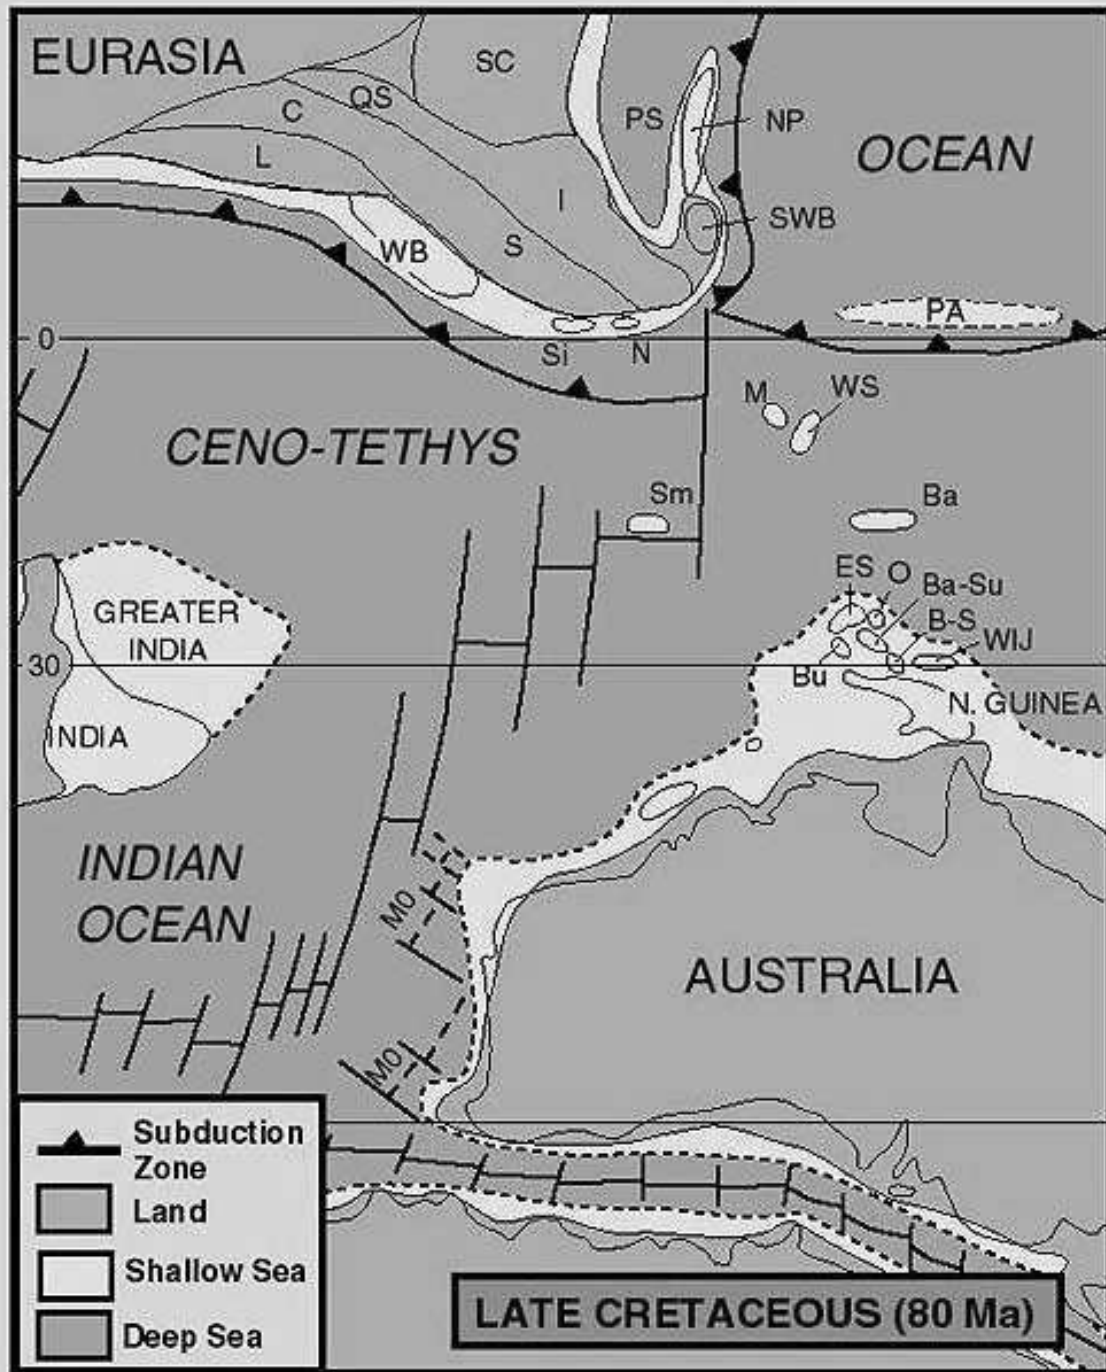 EURASIA
SC
QS
C
PS
NP
OCEAN
L
I
SWB
S
WB
PA
0
Si
N
M
WS
CENO-TETHYS
Sm
Ba
ES
O
Ba-Su
GREATER
INDIA
B-S
WIJ
30
Bu
N. GUINEA
INDIA
INDIAN
OCEAN
M0
AUSTRALIA
M0
Subduction
Zone
Land
Shallow Sea
Deep Sea
LATE CRETACEOUS (80 Ma)